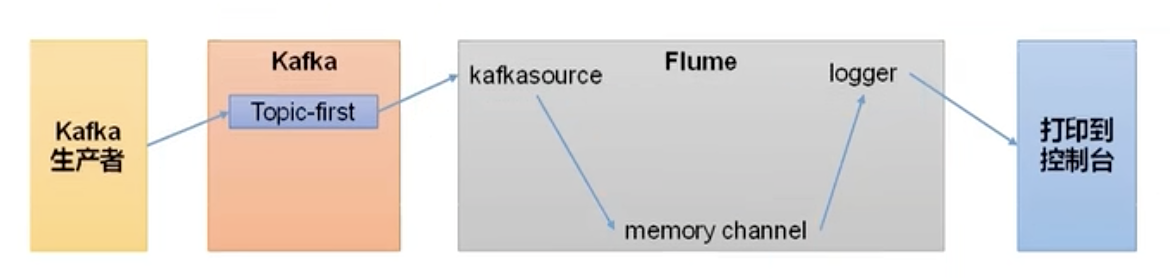 Kafka
生产者
Kafka
Topic-first
Flume
kafkasource
memory channel
logger
打印到
控制台